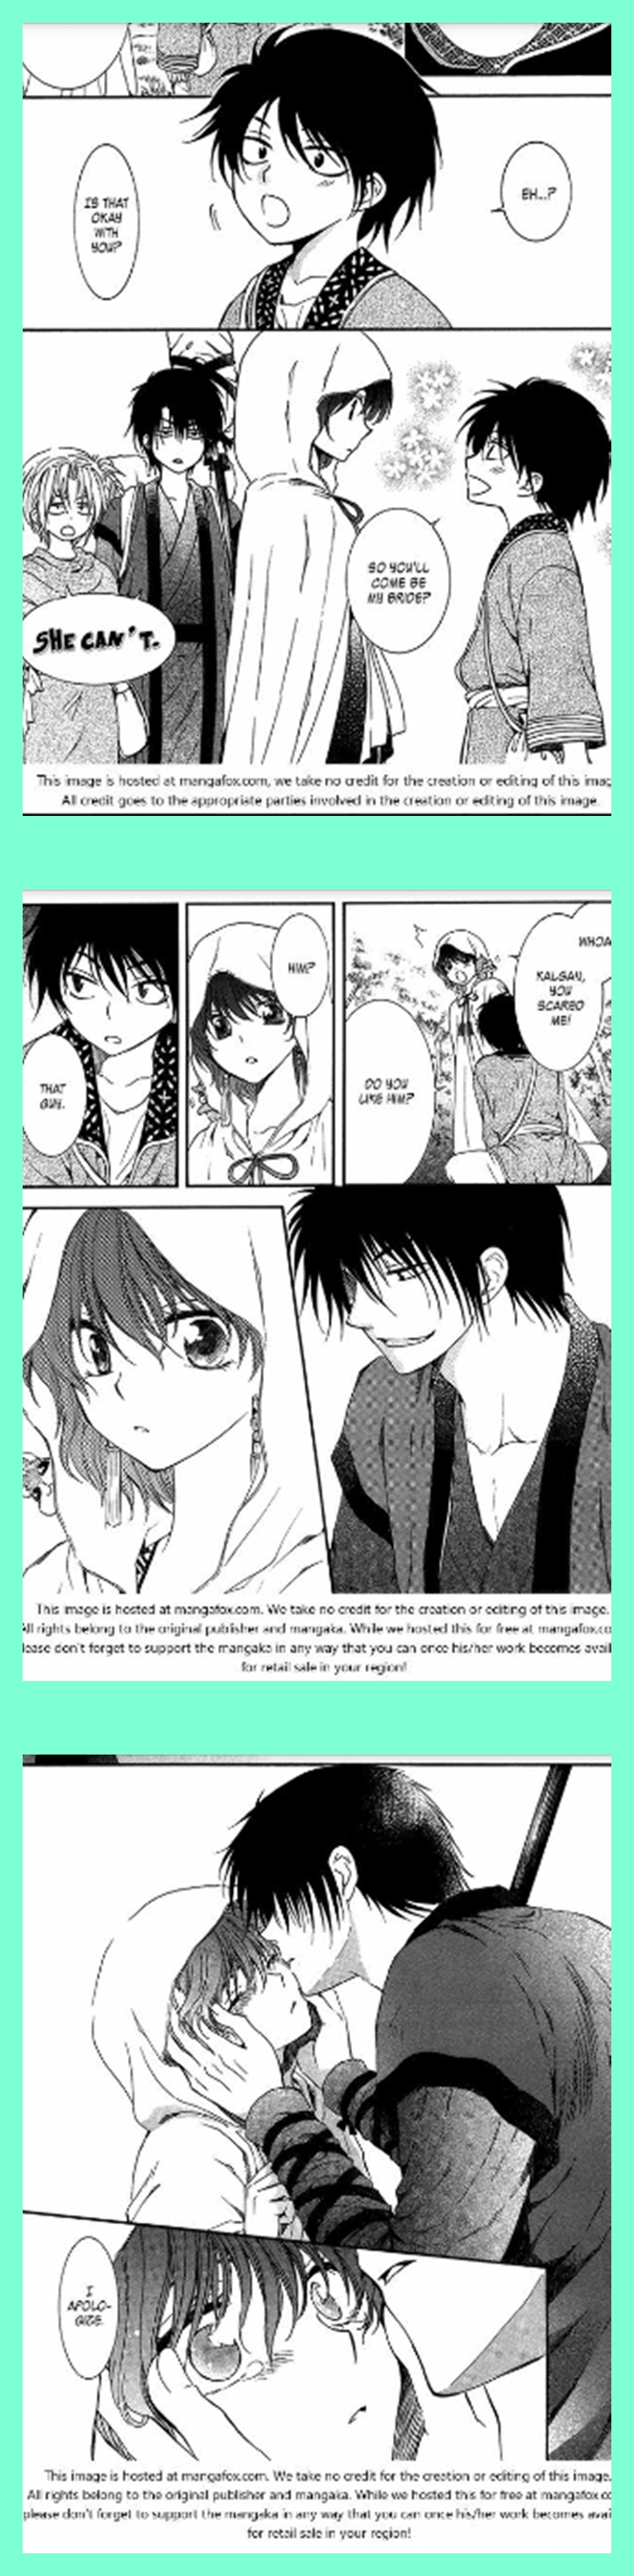 EH...?
IS THAT
OKAY
WITH
YOU?
SO YOU'LL
COME BE
MY BRIDE?
SHE CAN'T.
This image is hosted at mangafox.com, we take no credit for the creation or editing of this imag
All credit goes to the appropriate parties involved in the creation or editing of this image.
WHOA
KALGAN,
YOU
SCARED
ME!
DO YOU
LIKE HIM?
HIM?
THAT
GUY.
This image is hosted at mangafox.com. We take no credit for the creation or editing of this image.
All rights belong to the original publisher and mangaka. While we hosted this for free at mangafox.co
lease don't forget to support the mangaka in any way that you can once his/her work becomes avail
for retail sale in your region!
I
APOLO-
GIZE.
This image is hosted at mangafox.com. We take no credit for the creation or editing of this image.
All rights belong to the original publisher and mangaka. While we hosted this for free at mangafox.co
please don't forget to support the mangaka in any way that you can once his/her work becomes avai
for retail sale in your region!